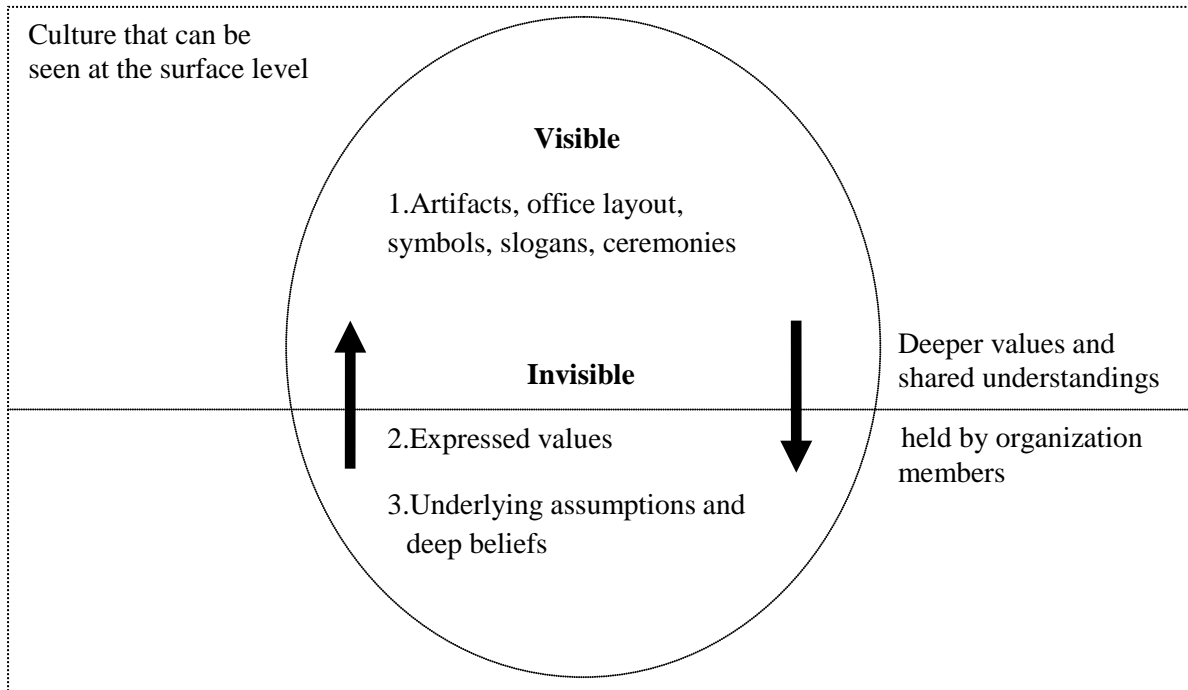 Culture that can be
seen at the surface level
Visible
1.Artifacts, office layout,
symbols, slogans, ceremonies
Deeper values and
shared understandings
Invisible
2.Expressed values
held by organization
members
3.Underlying assumptions and
deep beliefs